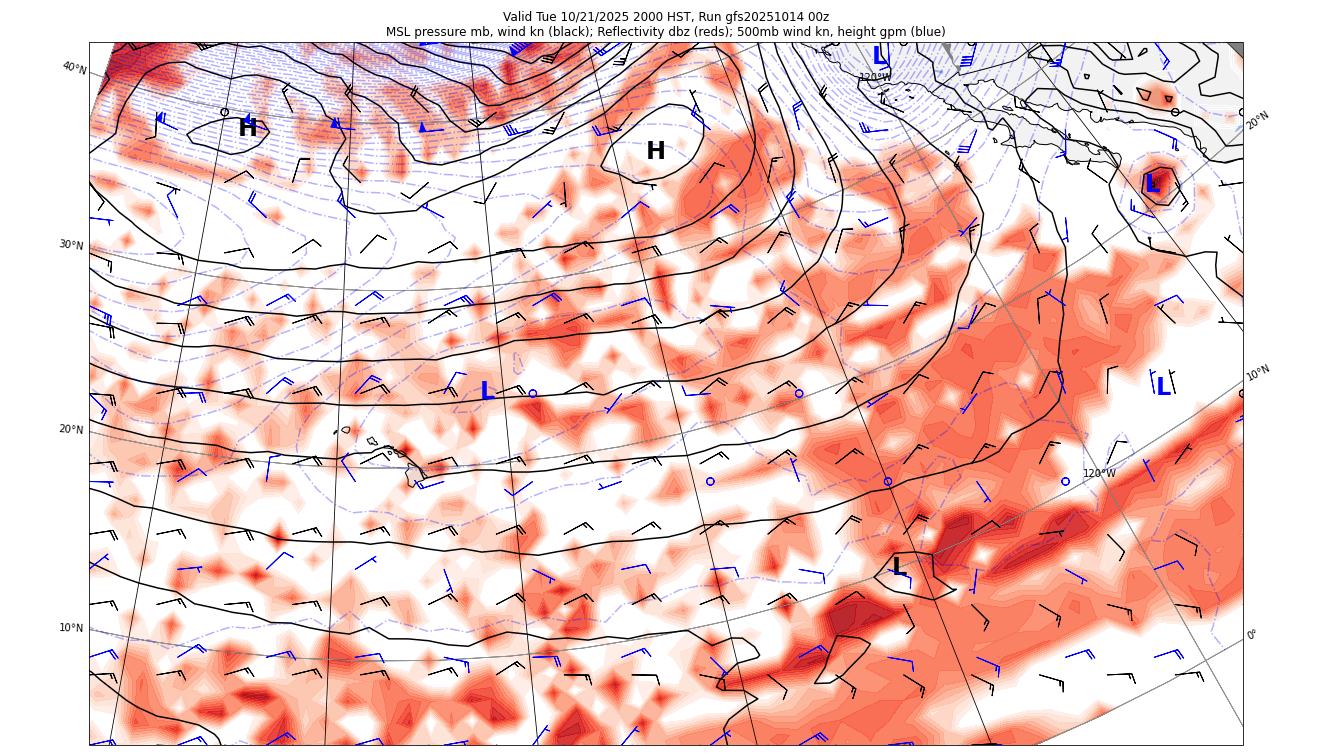 Valid Tue 10/21/2025 2000 HST, Run gfs20251014 00z
MSL pressure mb, wind kn (black); Reflectivity dbz (reds); 500mb wind kn, height gpm (blue)
40°N
L
120°W
H
H
20°N
L
30°N
L
L
10°N
20°N
120°W
L
10°N
0°